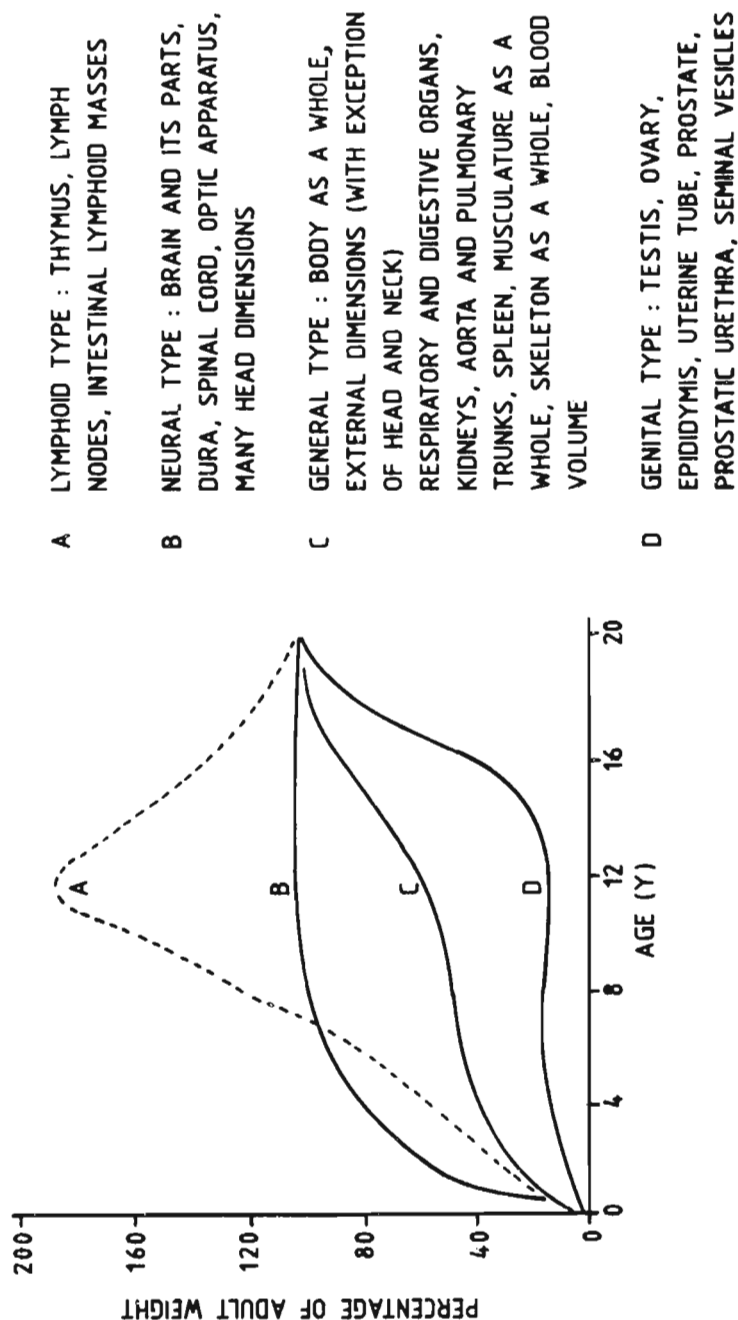 200
160
120
80
40
0
PERCENTAGE OF ADULT WEIGHT
0
4
8
12
16
20
AGE (Y)
A
B
C
D
A LYMPHOID TYPE : THYMUS, LYMPH
NODES, INTESTINAL LYMPHOID MASSES
B NEURAL TYPE : BRAIN AND ITS PARTS,
DURA, SPINAL CORD, OPTIC APPARATUS,
MANY HEAD DIMENSIONS
C GENERAL TYPE : BODY AS A WHOLE,
EXTERNAL DIMENSIONS (WITH EXCEPTION
OF HEAD AND NECK)
RESPIRATORY AND DIGESTIVE ORGANS,
KIDNEYS, AORTA AND PULMONARY
TRUNKS, SPLEEN, MUSCULATURE AS A
WHOLE, SKELETON AS A WHOLE, BLOOD
VOLUME
D GENITAL TYPE : TESTIS, OVARY,
EPIDIDYMIS, UTERINE TUBE, PROSTATE,
PROSTATIC URETHRA, SEMINAL VESICLES